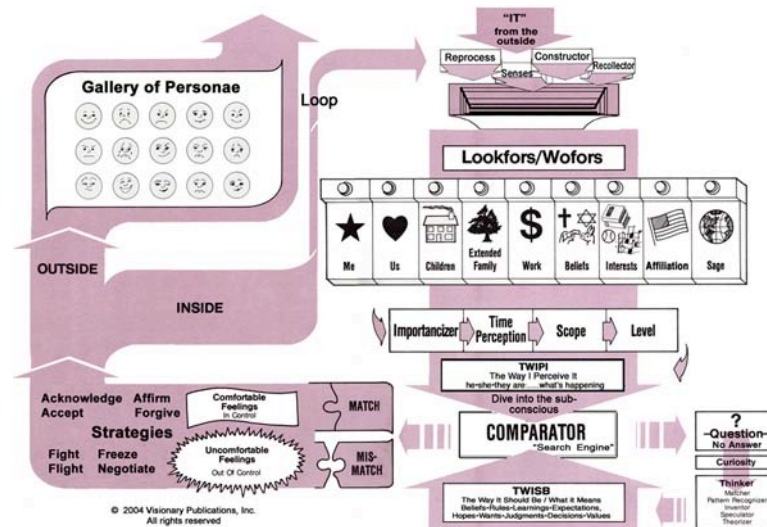 "IT"
from the
outside
Reprocess
Constructor
Senses
Recollector
Gallery of Personae
Loop
Lookfors/Wofors
Me
Us
Children
Extended
Family
$
Work
Beliefs
Interests
Affiliation
Sage
OUTSIDE
INSIDE
Importancizer
Time
Perception
Scope
Level
TWIPI
The Way I Perceive It
he•she•they are.....what's happening
Dive into the sub-
conscious
Acknowledge Affirm
Accept Forgive
Strategies
Fight Freeze
Flight Negotiate
Comfortable
Feelings
In Control
Uncomfortable
Feelings
Out Of Control
MATCH
MIS-
MATCH
COMPARATOR
"Search Engine"
?
–Question–
No Answer
Curiosity
Thinker
Matcher
Pattern Recognizer
Inventor
Speculator
Theorizer
TWISB
The Way It Should Be / What it Means
Beliefs•Rules•Learnings•Expectations,
Hopes•Wants•Judgments•Decisions•Values
© 2004 Visionary Publications, Inc.
All rights reserved